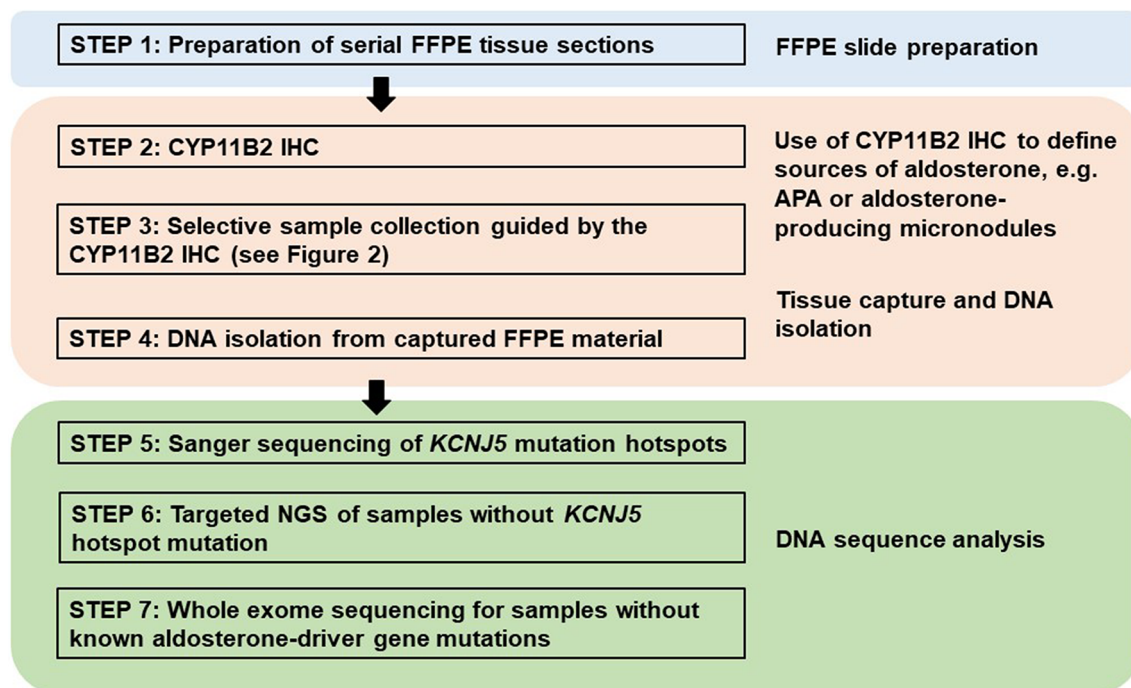 STEP 1: Preparation of serial FFPE tissue sections
FFPE slide preparation
STEP 2: CYP11B2 IHC
Use of CYP11B2 IHC to define
sources of aldosterone, e.g.
APA or aldosterone-
producing micronodules
STEP 3: Selective sample collection guided by the
CYP11B2 IHC (see Figure 2)
Tissue capture and DNA
isolation
STEP 4: DNA isolation from captured FFPE material
STEP 5: Sanger sequencing of KCNJ5 mutation hotspots
STEP 6: Targeted NGS of samples without KCNJ5
hotspot mutation
DNA sequence analysis
STEP 7: Whole exome sequencing for samples without
known aldosterone-driver gene mutations